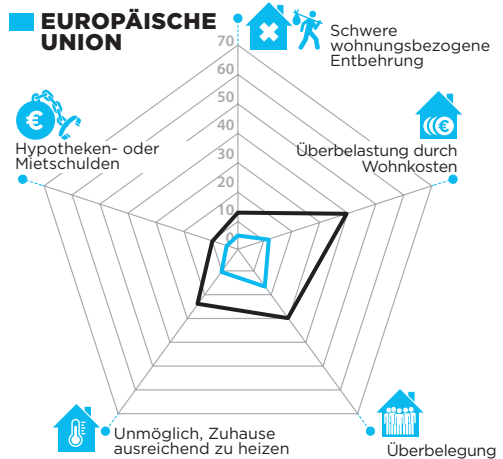 EUROPÄISCHE
UNION
Schwere
wohnungsbezogene
Entbehrung
70
60
50
40
30
20
10
0
€
Hypotheken- oder
Mietschulden
€
Überbelastung durch
Wohnkosten
Unmöglich, Zuhause
ausreichend zu heizen
Überbelegung